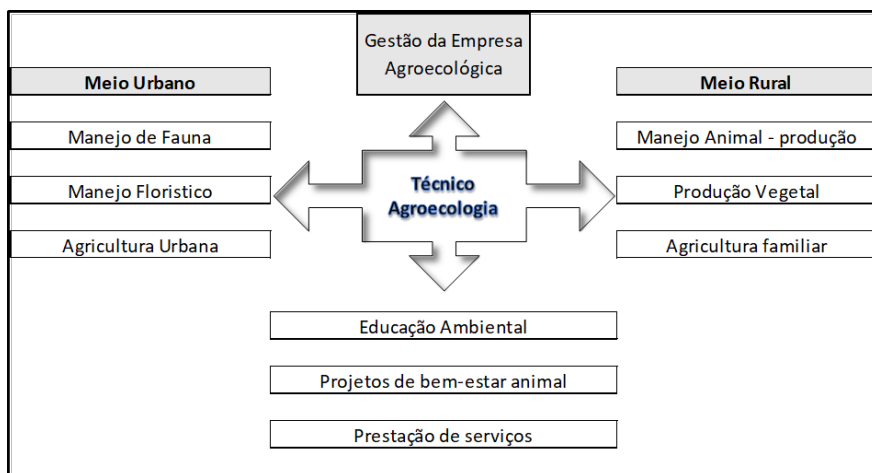 Gestão da Empresa
Agroecológica
Meio Urbano
Meio Rural
Manejo de Fauna
Manejo Floristico
Agricultura Urbana
Técnico
Agroecologia
Manejo Animal - produção
Produção Vegetal
Agricultura familiar
Educação Ambiental
Projetos de bem-estar animal
Prestação de serviços